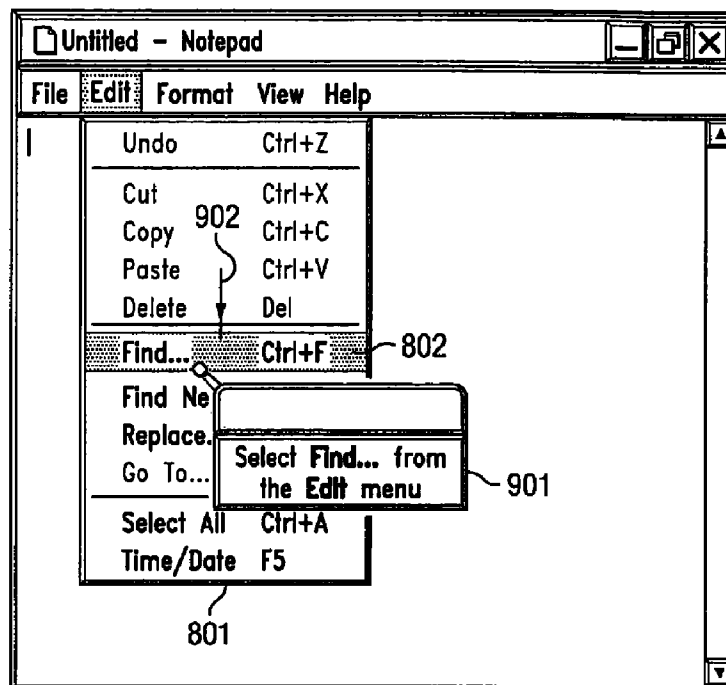 Untitled - Notepad
File Edit Format View Help
Undo Ctrl+Z
Cut Ctrl+X
902
Copy Ctrl+C
Paste Ctrl+V
Delete Del
Find... Ctrl+F 802
Find Ne
Replace.
Go To...
Select Find... from
the Edit menu
901
Select All Ctrl+A
Time/Date F5
801